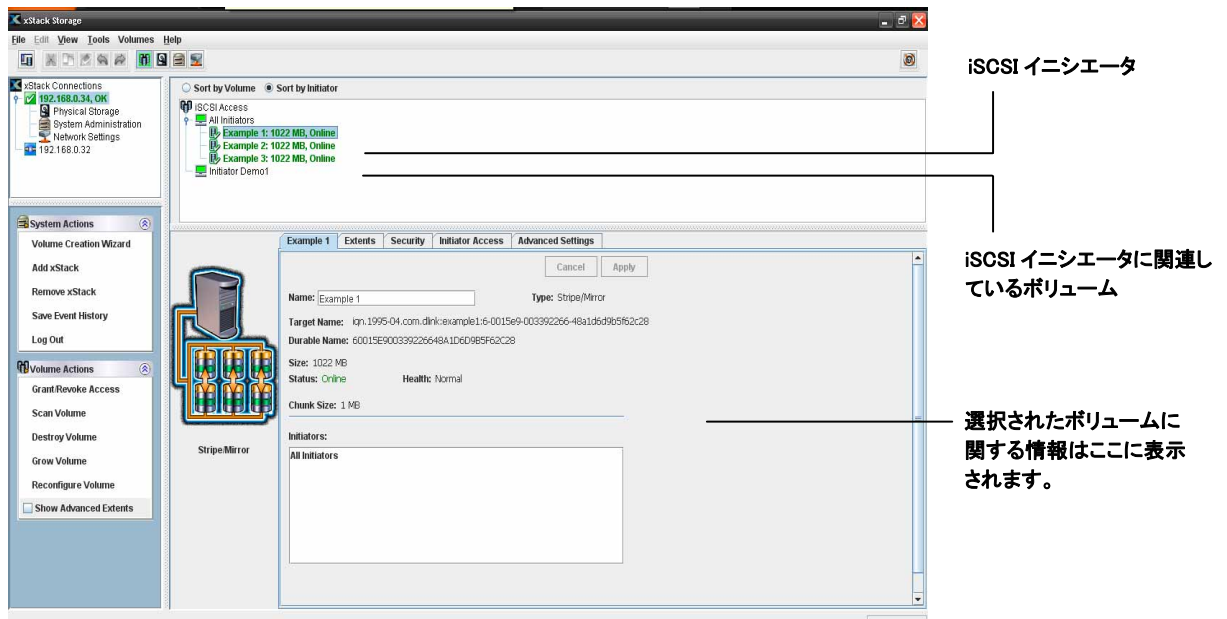 xStack Storage
File Edit View Tools Volumes Help
xStack Connections
192.168.0.34, OK
Physical Storage
System Administration
Network Settings
192.168.0.32
Sort by Volume
Sort by Initiator
iSCSI Access
All Initiators
Example 1: 1022 MB, Online
Example 2: 1022 MB, Online
Example 3: 1022 MB, Online
Initiator Demo1
iSCSI イニシエータ
iSCSI イニシエータに関連し
ているボリューム
System Actions
Volume Creation Wizard
Add xStack
Remove xStack
Save Event History
Log Out
Volume Actions
Grant/Revoke Access
Scan Volume
Destroy Volume
Grow Volume
Reconfigure Volume
Show Advanced Extents
Stripe/Mirror
Example 1 Extents Security Initiator Access Advanced Settings
Cancel Apply
Name: Example 1 Type: Stripe/Mirror
Target Name: iqn.1995-04.com.dlink:example1:6-0015e9-003392266-48a1d6d9b5f62c28
Durable Name: 60015E900339226648A1D6D9B5F62C28
Size: 1022 MB
Status: Online Health: Normal
Chunk Size: 1 MB
Initiators:
All Initiators
選択されたボリュームに
関する情報はここに表示
されます。